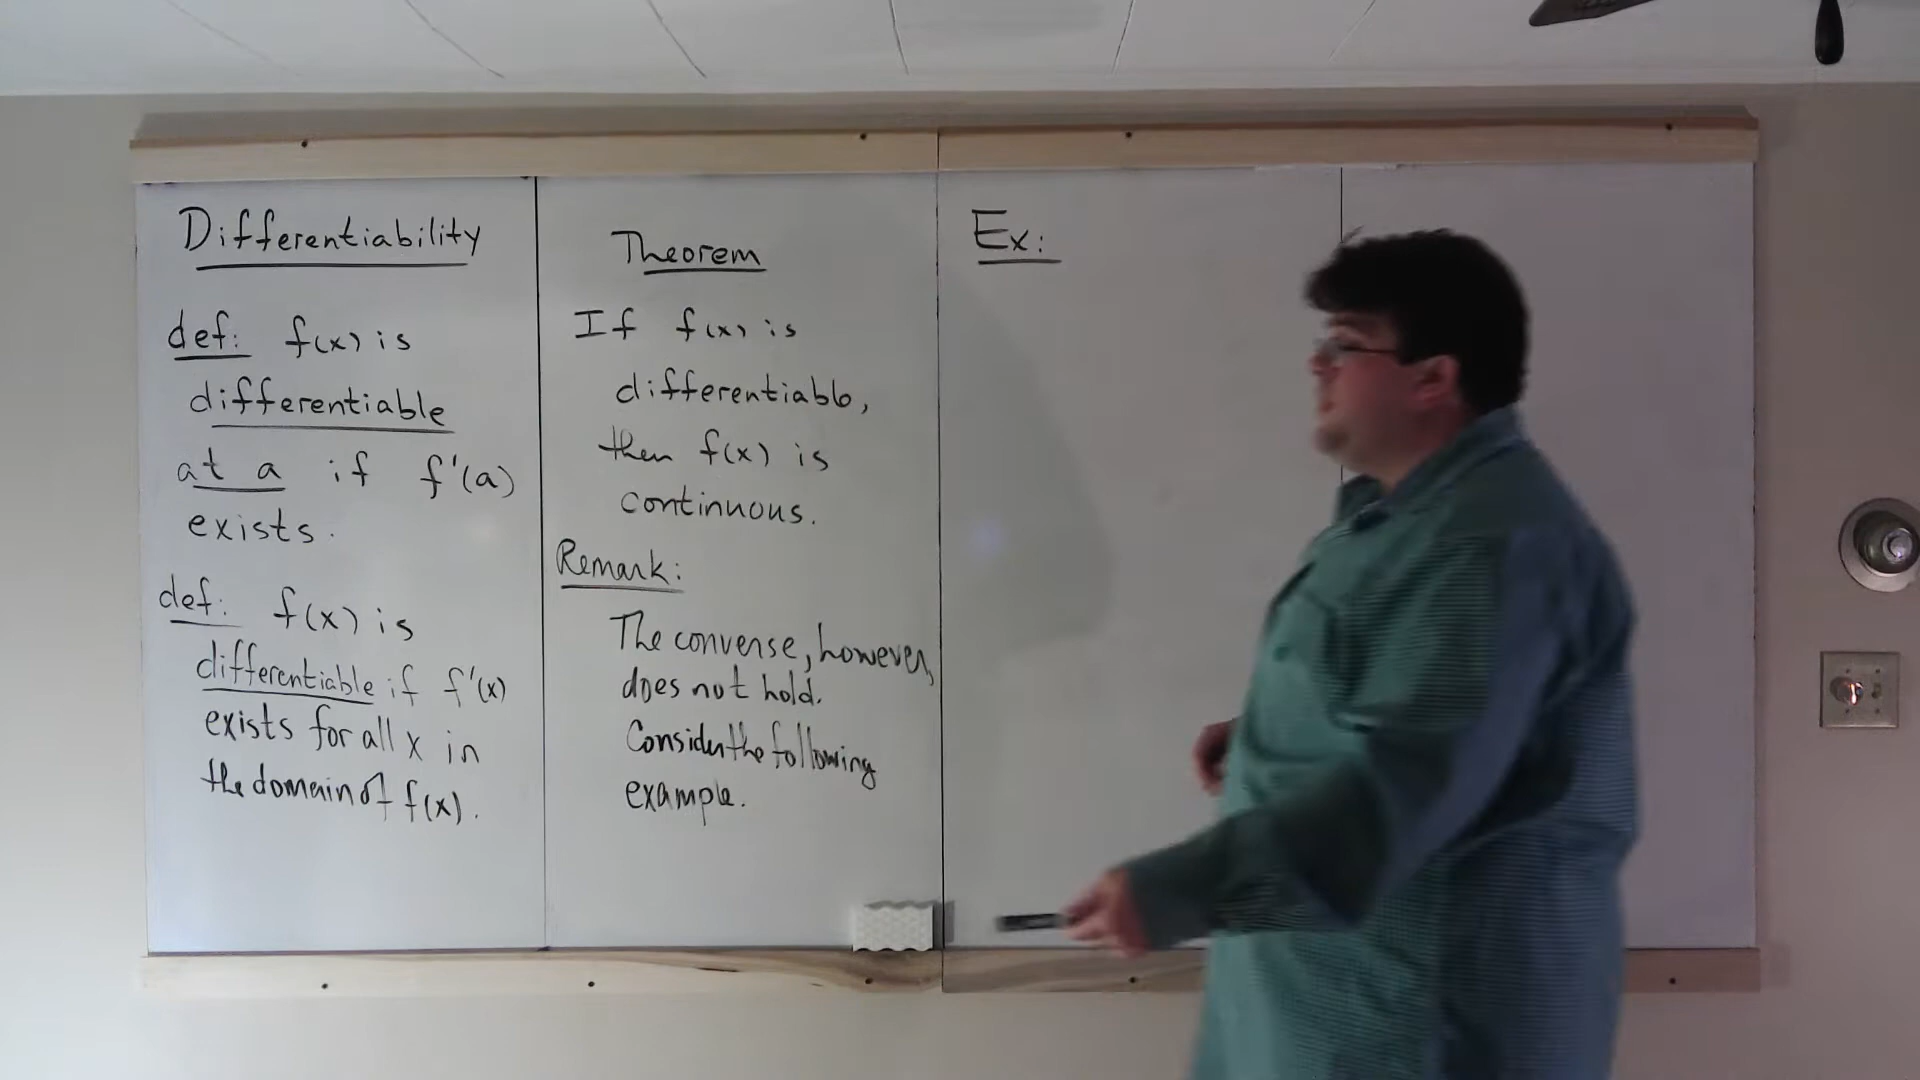 Differentiability
def: f(x) is
differentiable
at a if f'(a)
exists.
def: f(x) is
differentiable if f'(x)
exists for all x in
the domain of f(x).
Theorem
If f(x) is
differentiable,
then f(x) is
continuous.
Remark:
The converse, however,
does not hold.
Consider the following
example.
Ex: